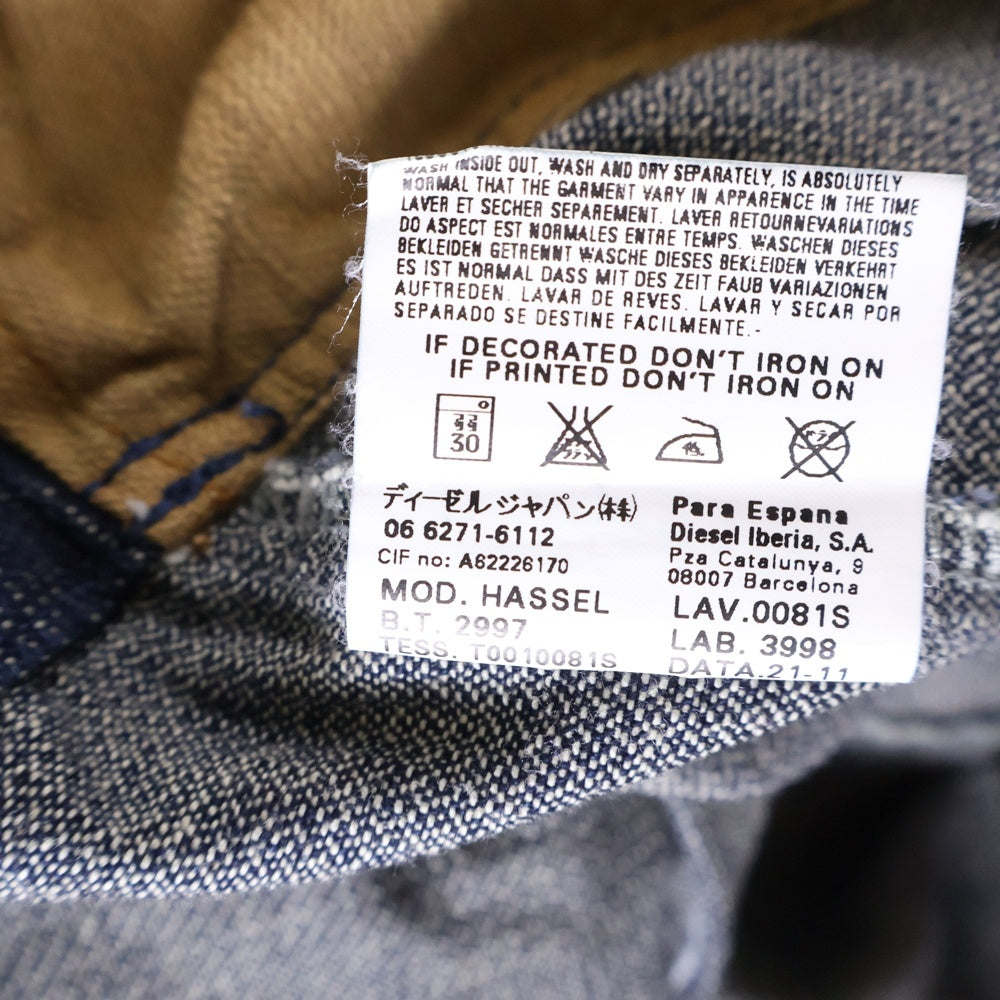 WASH INSIDE OUT, WASH AND DRY SEPARATELY, IS ABSOLUTELY
NORMAL THAT THE GARMENT VARY IN APPARENCE IN THE TIME
LAVER ET SECHER SEPAREMENT. LAVER RETOURNEVARIATIONS
DO ASPECT EST NORMALES ENTRE TEMPS. WASCHEN DIESES
BEKLEIDEN GETRENNT WASCHE DIESES BEKLEIDEN VERKEHRT
ES IST NORMAL DASS MIT DES ZEIT FAUB VARIAZIONEN
AUFTREDEN. LAVAR DE REVES. LAVAR Y SECAR POR
SEPARADO SE DESTINE FACILMENTE.-
IF DECORATED DON'T IRON ON
IF PRINTED DON'T IRON ON
30
ディーゼルジャパン(株)
06 6271-6112
CIF no: A62226170
MOD. HASSEL
B.T. 2997
TESS. T0010081S
Para Espana
Diesel Iberia, S.A.
Pza Catalunya, 9
08007 Barcelona
LAV.0081S
LAB. 3998
DATA.21-11